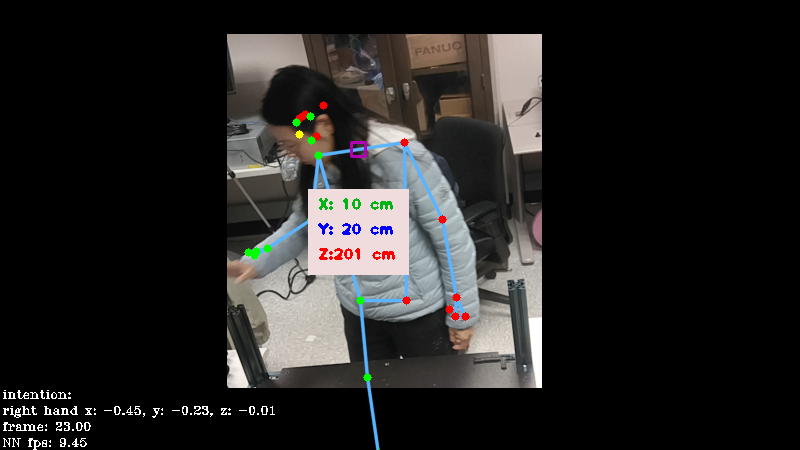 FANUC
X: 10 cm
Y: 20 cm
Z:201 cm
intention:
right hand x: −0.45, y: −0.23, z: −0.01
frame: 23.00
NN fps: 9.45